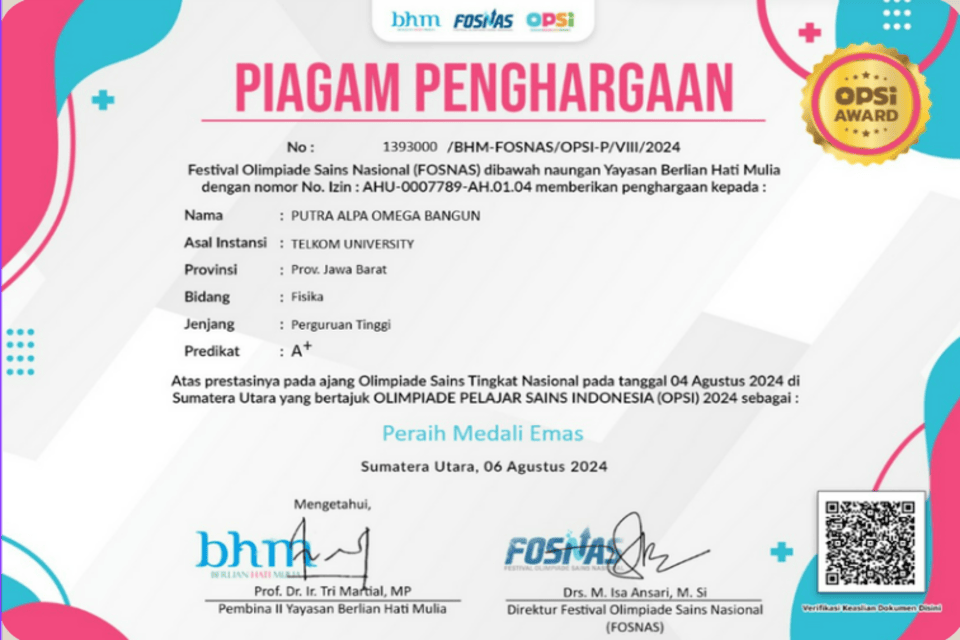 bhm FOSNAS OPSi
PIAGAM PENGHARGAAN
OPSi
AWARD
No : 1393000 /BHM-FOSNAS/OPSI-P/VIII/2024
Festival Olimpiade Sains Nasional (FOSNAS) dibawah naungan Yayasan Berlian Hati Mulia
dengan nomor No. Izin : AHU-0007789-AH.01.04 memberikan penghargaan kepada :
Nama : PUTRA ALPA OMEGA BANGUN
Asal Instansi : TELKOM UNIVERSITY
Provinsi : Prov. Jawa Barat
Bidang : Fisika
Jenjang : Perguruan Tinggi
Predikat : A+
Atas prestasinya pada ajang Olimpiade Sains Tingkat Nasional pada tanggal 04 Agustus 2024 di
Sumatera Utara yang bertajuk OLIMPIADE PELAJAR SAINS INDONESIA (OPSI) 2024 sebagai :
Peraih Medali Emas
Sumatera Utara, 06 Agustus 2024
Mengetahui,
bhm
BERLIAN HATI MULIA
Prof. Dr. Ir. Tri Martial, MP
Pembina II Yayasan Berlian Hati Mulia
FOSNAS
FESTIVAL OLIMPIADE SAINS NASIONAL
Drs. M. Isa Ansari, M. Si
Direktur Festival Olimpiade Sains Nasional
(FOSNAS)
Verifikasi Keaslian Dokumen Disini